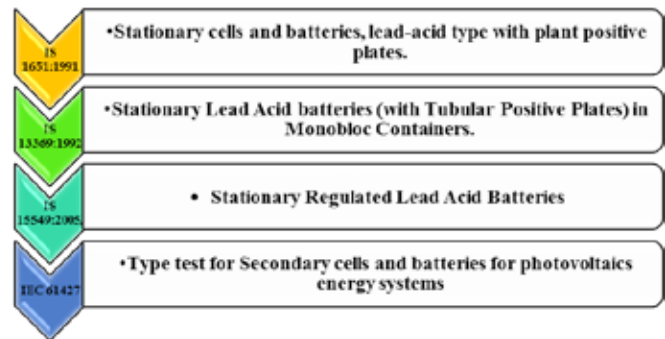 IS
1651:1991
•Stationary cells and batteries, lead-acid type with plant positive
plates.
IS
13369:1992
•Stationary Lead Acid batteries (with Tubular Positive Plates) in
Monobloc Containers.
IS
15549:2005.
• Stationary Regulated Lead Acid Batteries
IEC 61427
•Type test for Secondary cells and batteries for photovoltaics
energy systems